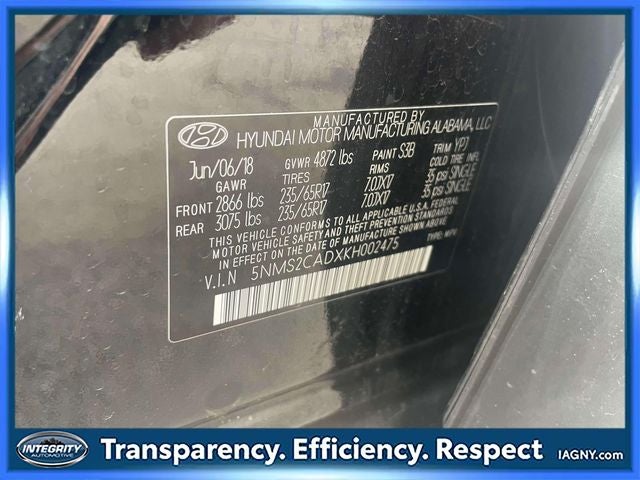 MANUFACTURED BY
HYUNDAI MOTOR MANUFACTURING ALABAMA, LLC
Jun/06/18 GVWR 4872 lbs PAINT S3B TRIM YPJ
GAWR TIRES RIMS COLD TIRE INFL
FRONT 2866 lbs 235/65R17 7.0JX17 35 psi SINGLE
REAR 3075 lbs 235/65R17 7.0JX17 35 psi SINGLE
THIS VEHICLE CONFORMS TO ALL APPLICABLE U.S. FEDERAL
MOTOR VEHICLE SAFETY AND THEFT PREVENTION STANDARDS
IN EFFECT ON THE DATE OF MANUFACTURE SHOWN ABOVE.
V.I.N 5NMS2CADXKH002475 TYPE: MPV
INTEGRITY
AUTOMOTIVE
Transparency. Efficiency. Respect
IAGNY.com